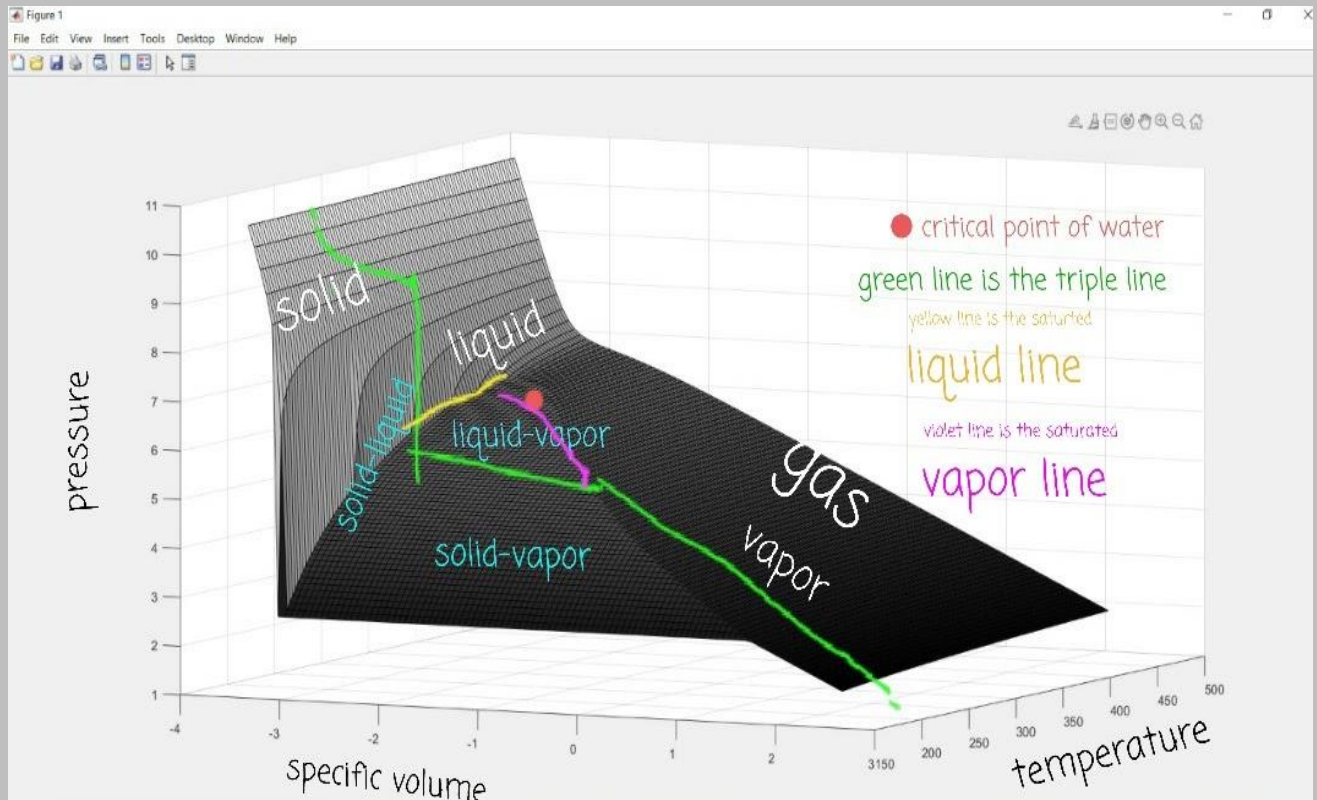 Figure 1
File Edit View Insert Tools Desktop Window Help
11
10
9
8
7
6
5
4
3
2
1
pressure
-4
-3
-2
-1
0
1
2
3150
200
250
300
350
400
450
500
specific volume
temperature
solid
liquid
solid-liquid
liquid-vapor
solid-vapor
gas
vapor
critical point of water
green line is the triple line
yellow line is the saturted
liquid line
violet line is the saturated
vapor line